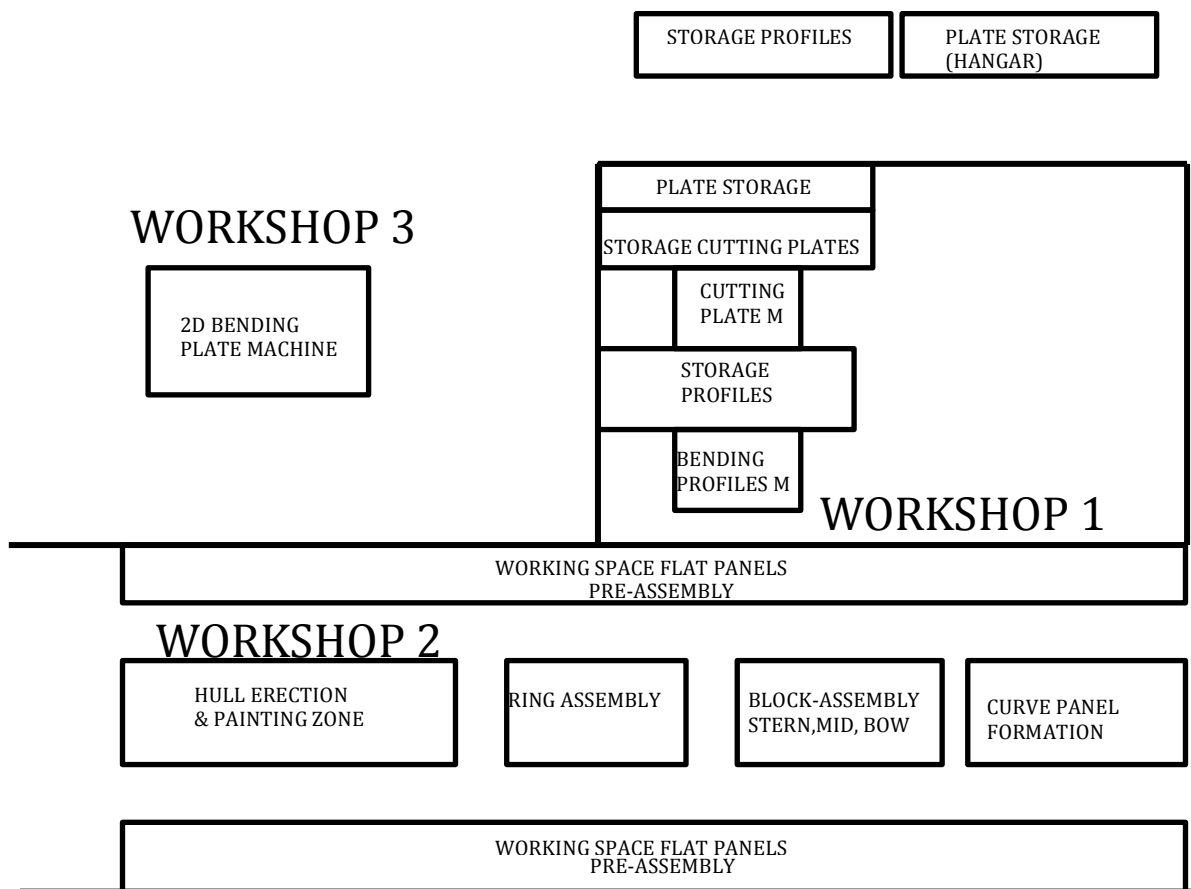 STORAGE PROFILES
PLATE STORAGE
(HANGAR)
PLATE STORAGE
WORKSHOP 3
STORAGE CUTTING PLATES
CUTTING
PLATE M
2D BENDING
PLATE MACHINE
STORAGE
PROFILES
BENDING
PROFILES M
WORKSHOP 1
WORKING SPACE FLAT PANELS
PRE-ASSEMBLY
WORKSHOP 2
HULL ERECTION
& PAINTING ZONE
RING ASSEMBLY
BLOCK-ASSEMBLY
STERN,MID, BOW
CURVE PANEL
FORMATION
WORKING SPACE FLAT PANELS
PRE-ASSEMBLY